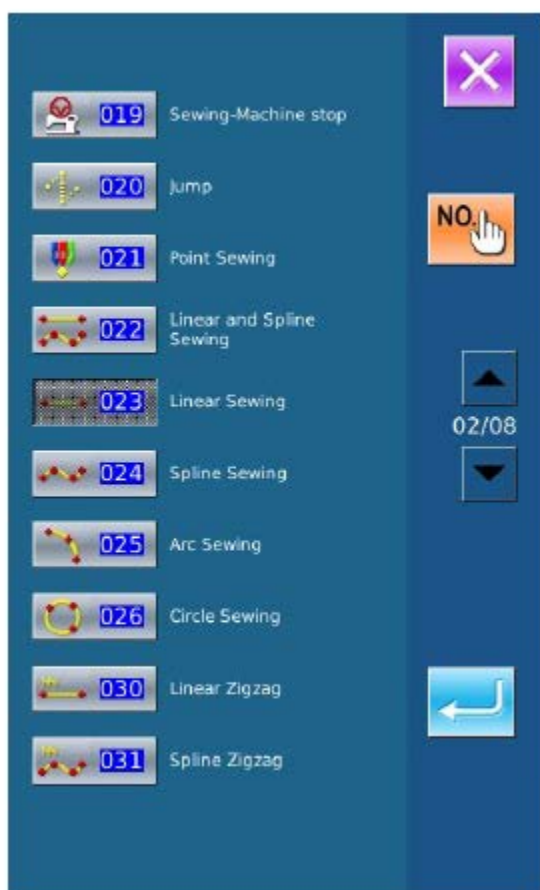 019 Sewing-Machine stop
020 Jump
NO.
021 Point Sewing
022 Linear and Spline
Sewing
023 Linear Sewing
02/08
024 Spline Sewing
025 Arc Sewing
026 Circle Sewing
030 Linear Zigzag
031 Spline Zigzag